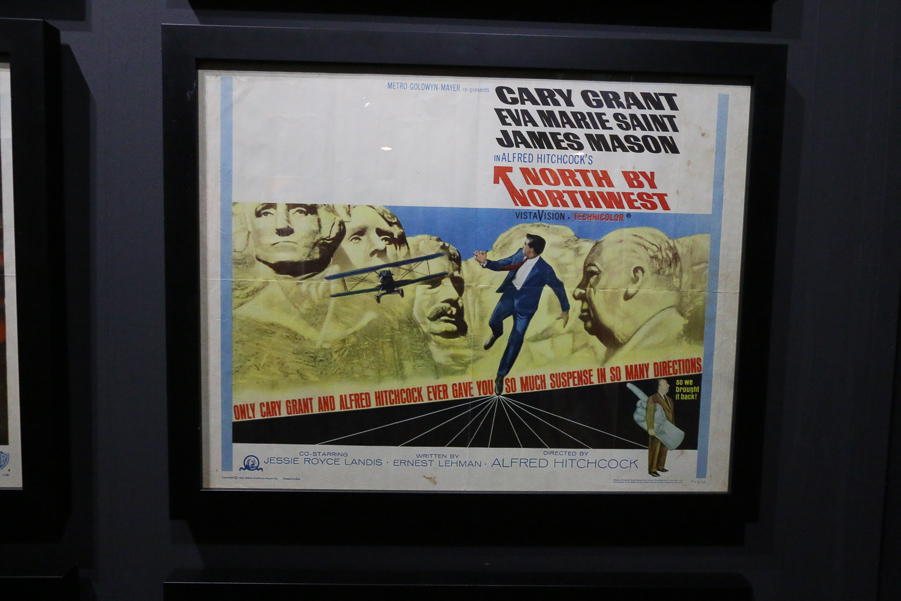 METRO-GOLDWYN-MAYER re-presents
CARY GRANT
EVA MARIE SAINT
JAMES MASON
IN ALFRED HITCHCOCK'S
NORTH BY
NORTHWEST
VISTAVISION · TECHNICOLOR
ONLY CARY GRANT AND ALFRED HITCHCOCK EVER GAVE YOU SO MUCH SUSPENSE IN SO MANY DIRECTIONS
so we
brought
it back!
CO-STARRING
JESSIE ROYCE LANDIS ·
WRITTEN BY
ERNEST LEHMAN ·
DIRECTED BY
ALFRED HITCHCOCK